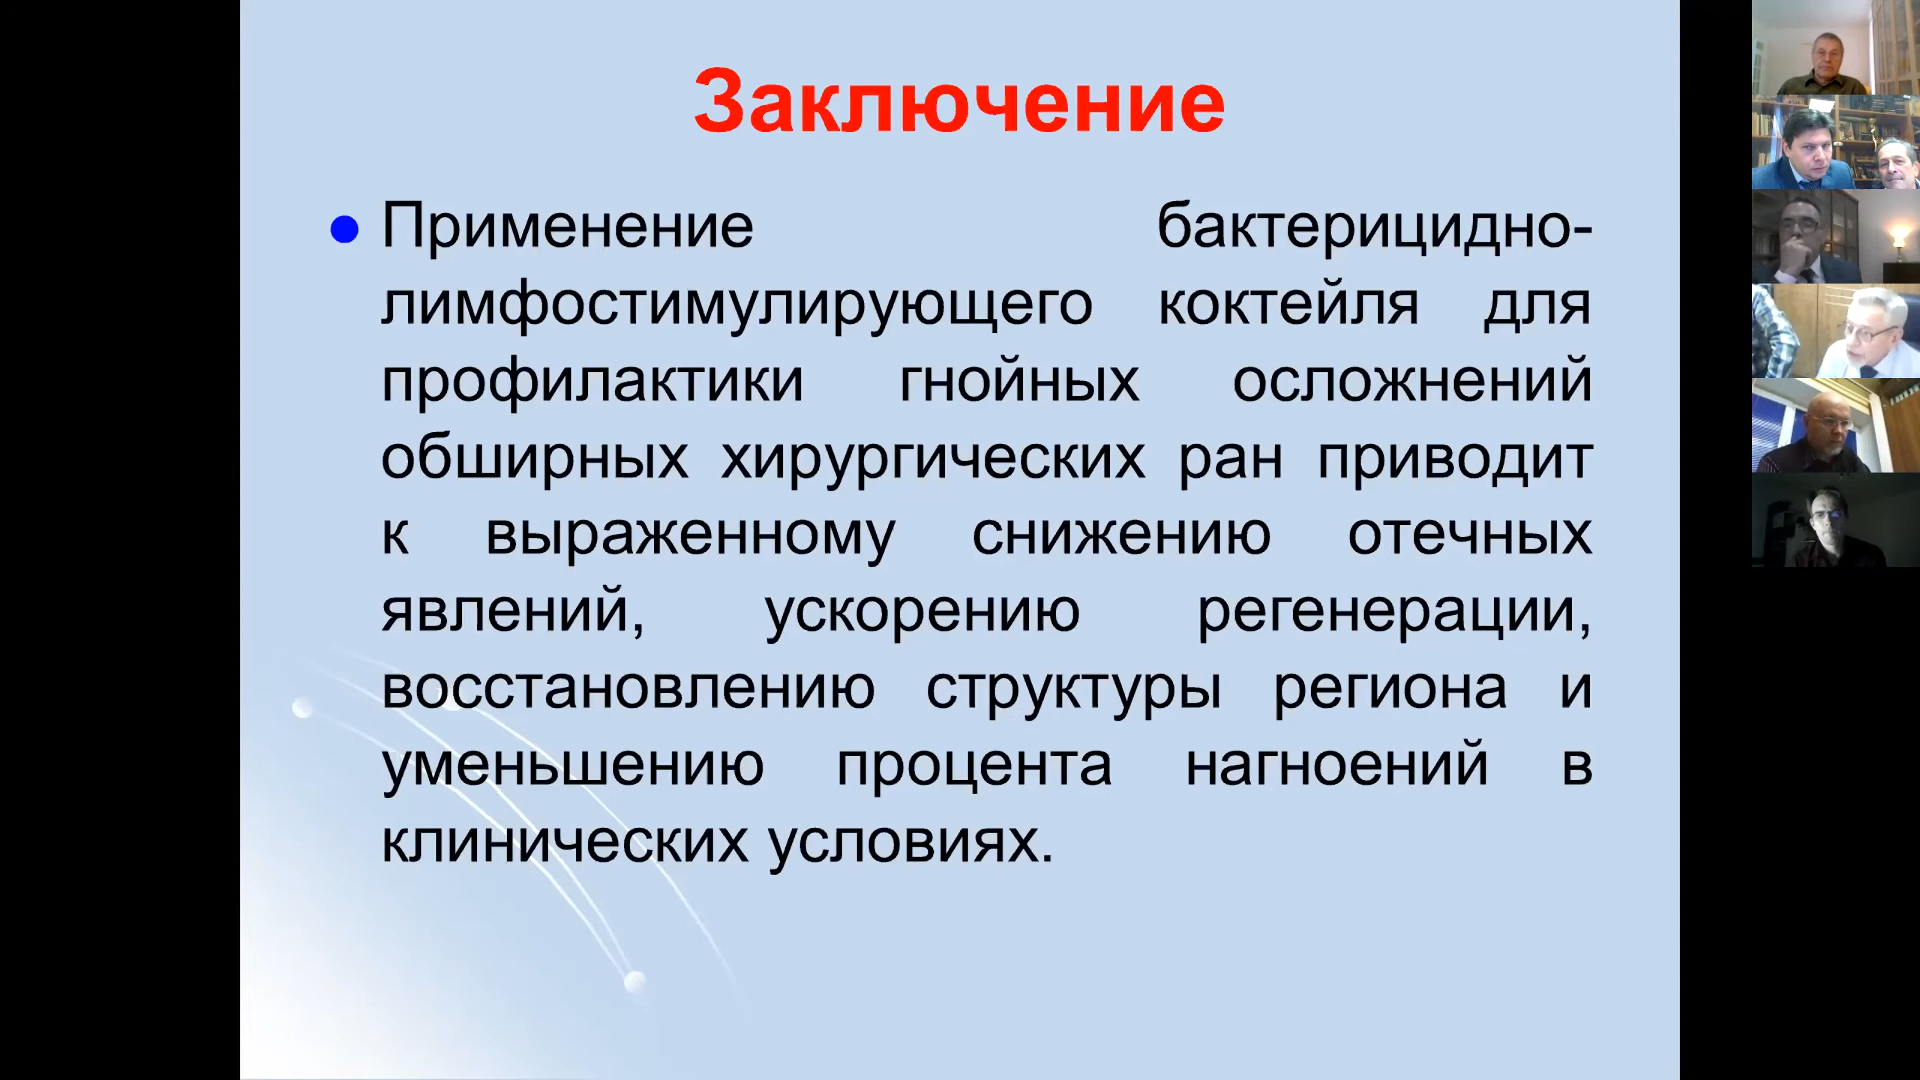 Заключение
Применение бактерицидно-
лимфостимулирующего коктейля для
профилактики гнойных осложнений
обширных хирургических ран приводит
к выраженному снижению отечных
явлений, ускорению регенерации,
восстановлению структуры региона и
уменьшению процента нагноений в
клинических условиях.